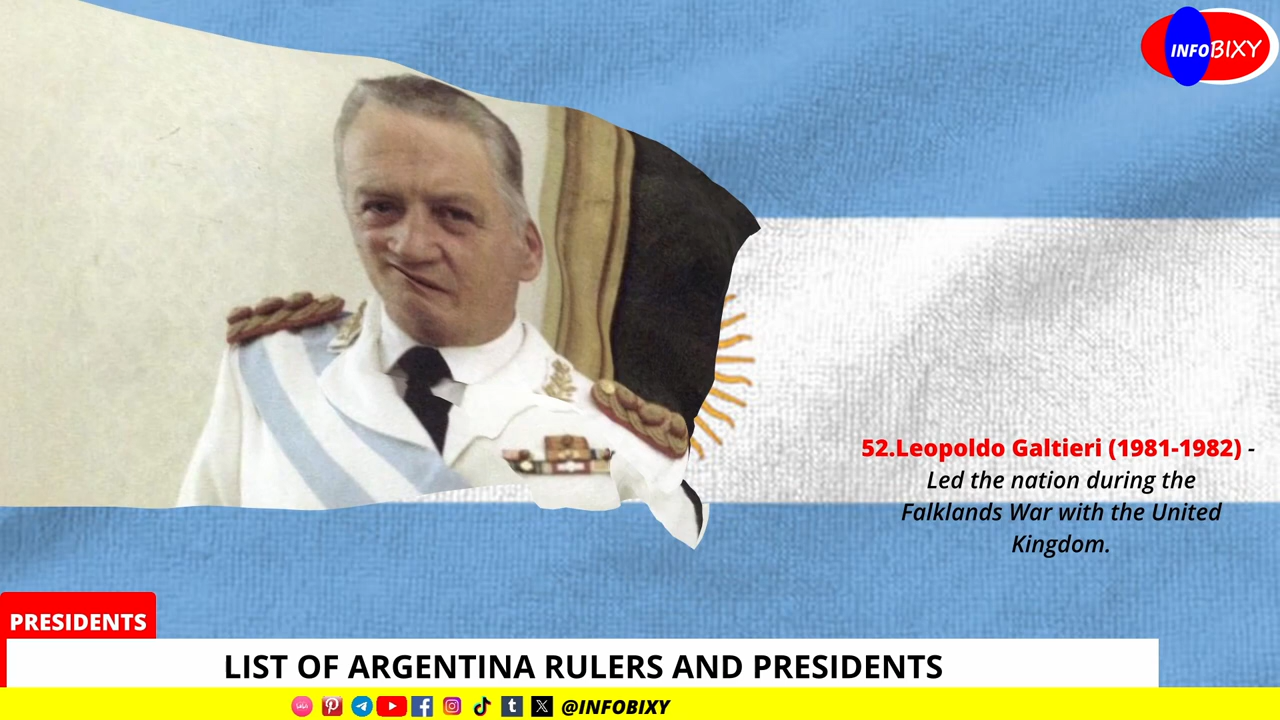 INFOBIXY
52.Leopoldo Galtieri (1981-1982) -
Led the nation during the
Falklands War with the United
Kingdom.
PRESIDENTS
LIST OF ARGENTINA RULERS AND PRESIDENTS
@INFOBIXY